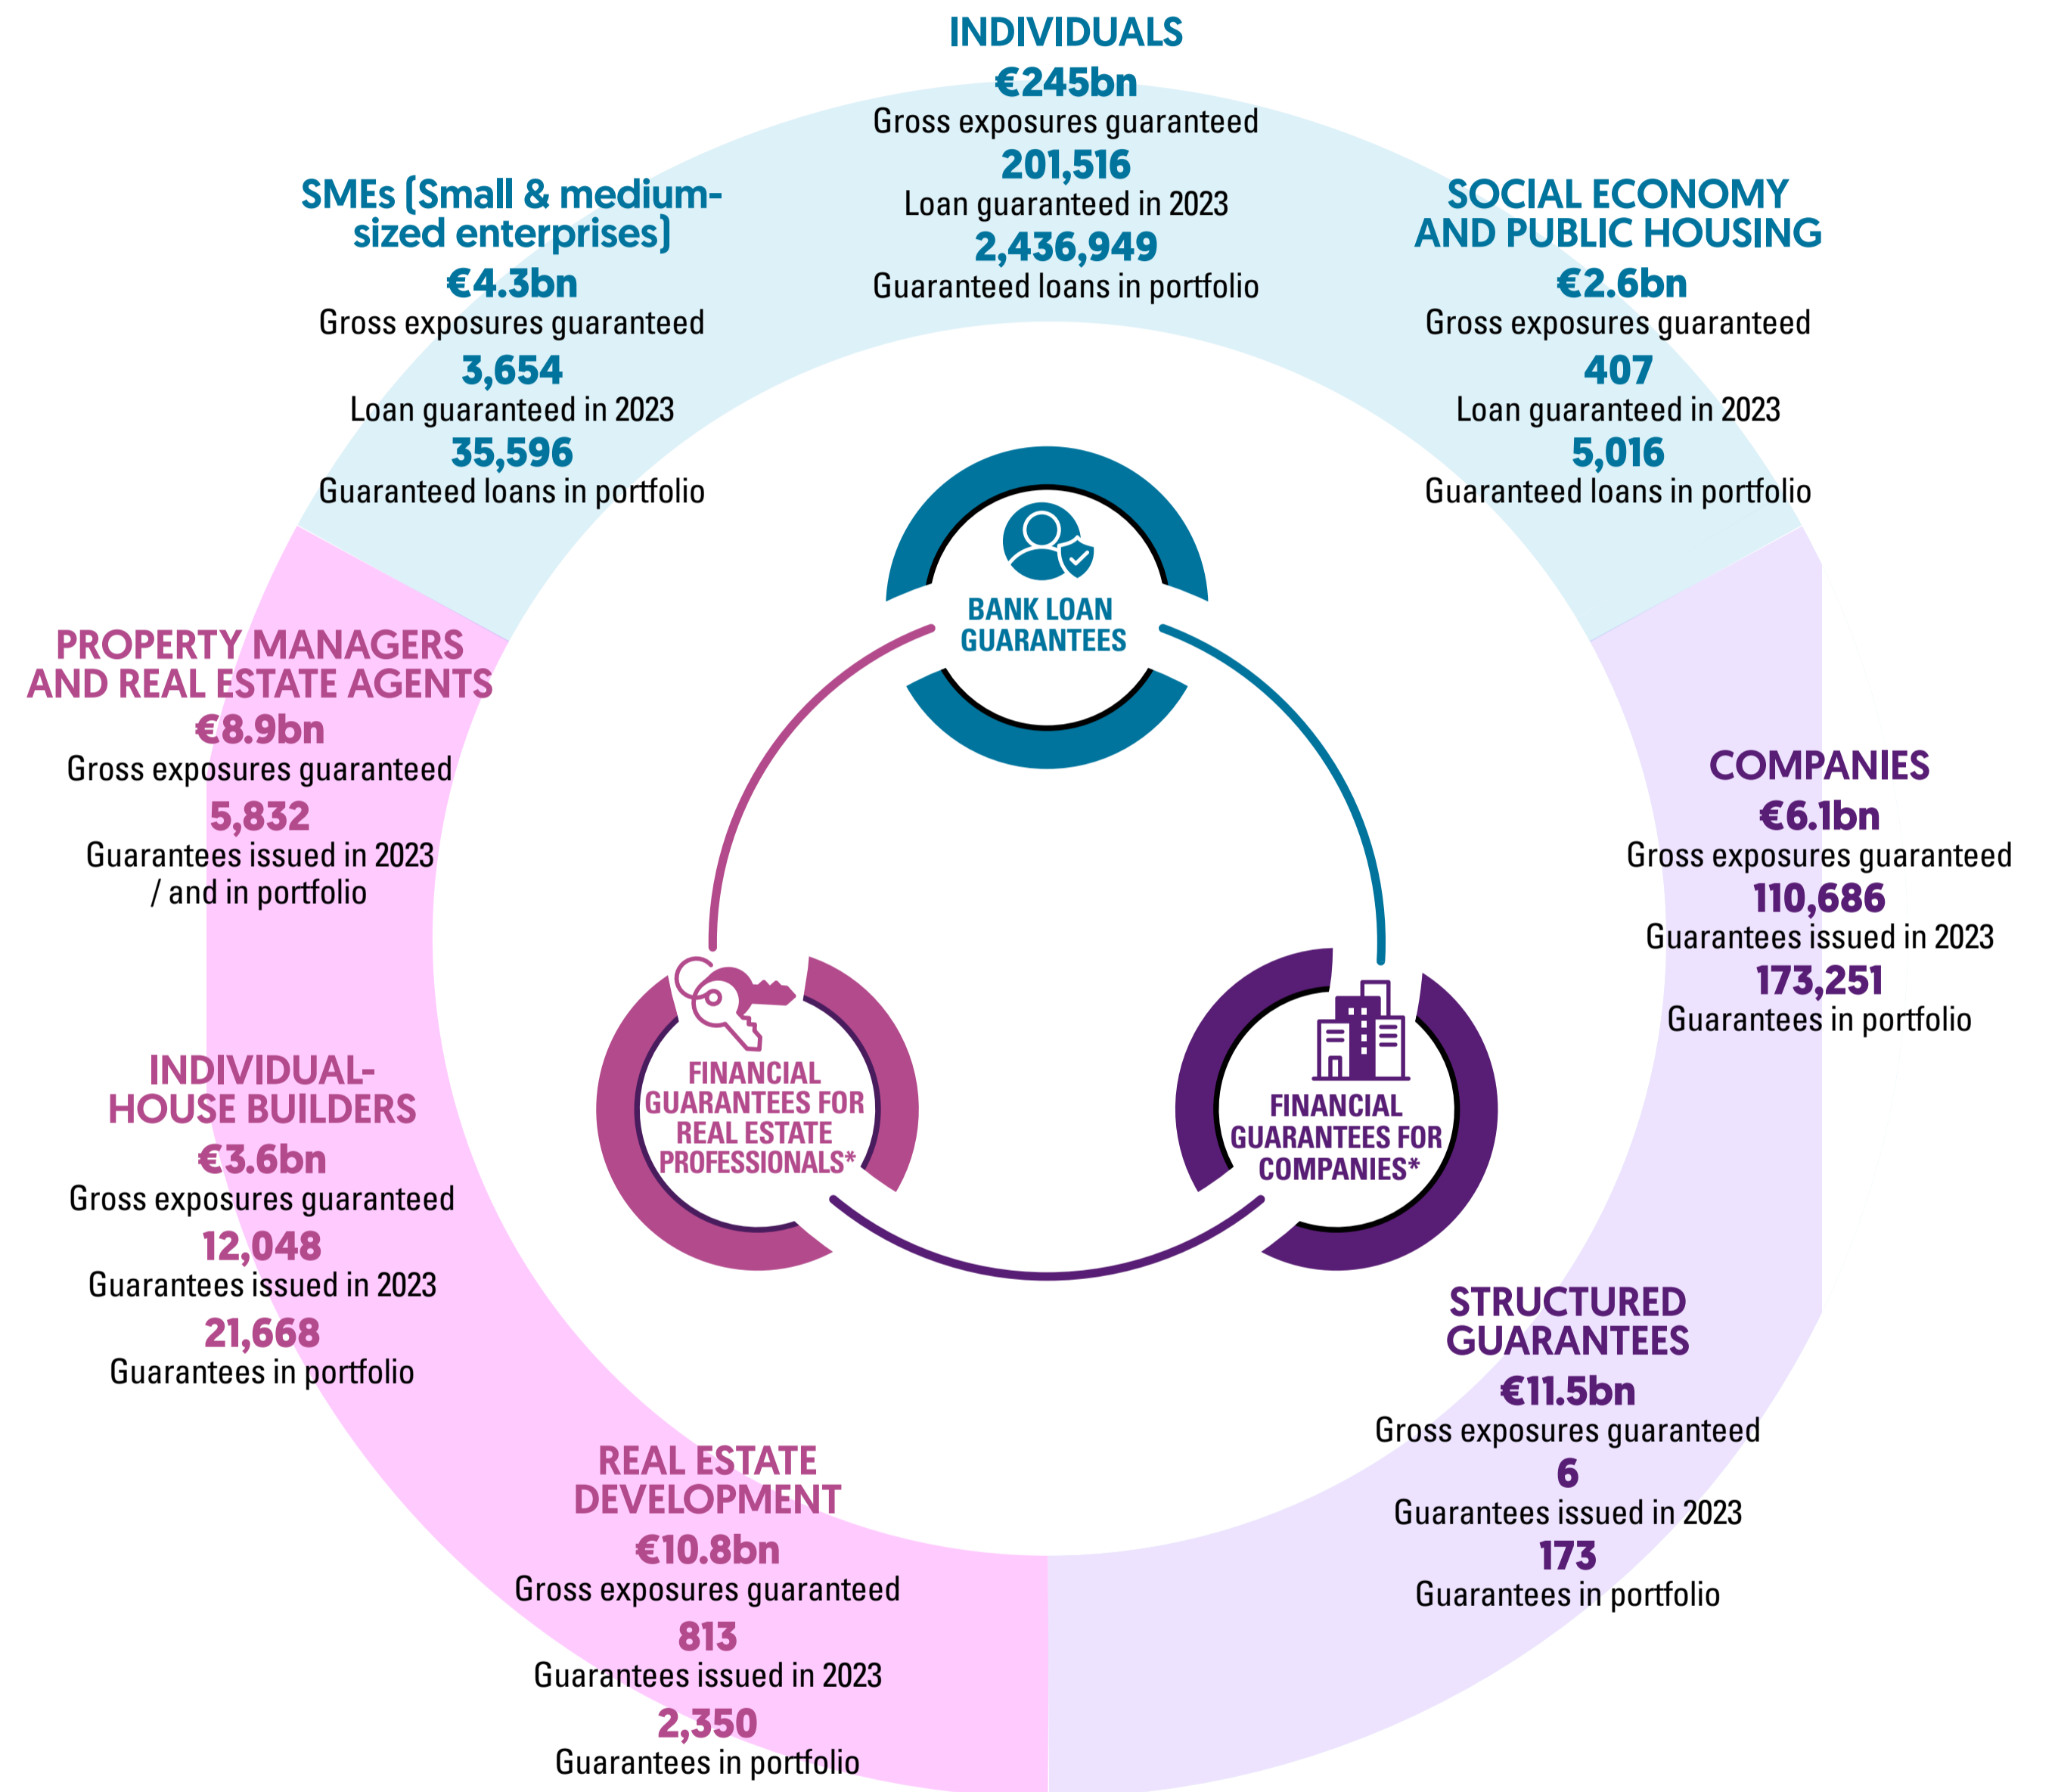 INDIVIDUALS
€245bn
Gross exposures guaranteed
201,516
Loan guaranteed in 2023
2,436,949
Guaranteed loans in portfolio
SMEs (Small & medium-
sized enterprises)
€4.3bn
Gross exposures guaranteed
3,654
Loan guaranteed in 2023
35,596
Guaranteed loans in portfolio
SOCIAL ECONOMY
AND PUBLIC HOUSING
€2.6bn
Gross exposures guaranteed
407
Loan guaranteed in 2023
5,016
Guaranteed loans in portfolio
BANK LOAN
GUARANTEES
PROPERTY MANAGERS
AND REAL ESTATE AGENTS
€8.9bn
Gross exposures guaranteed
5,832
Guarantees issued in 2023
/ and in portfolio
COMPANIES
€6.1bn
Gross exposures guaranteed
110,686
Guarantees issued in 2023
173,251
Guarantees in portfolio
INDIVIDUAL-
HOUSE BUILDERS
€3.6bn
Gross exposures guaranteed
12,048
Guarantees issued in 2023
21,668
Guarantees in portfolio
FINANCIAL
GUARANTEES FOR
REAL ESTATE
PROFESSIONALS*
FINANCIAL
GUARANTEES FOR
COMPANIES*
STRUCTURED
GUARANTEES
€11.5bn
Gross exposures guaranteed
6
Guarantees issued in 2023
173
Guarantees in portfolio
REAL ESTATE
DEVELOPMENT
€10.8bn
Gross exposures guaranteed
813
Guarantees issued in 2023
2,350
Guarantees in portfolio